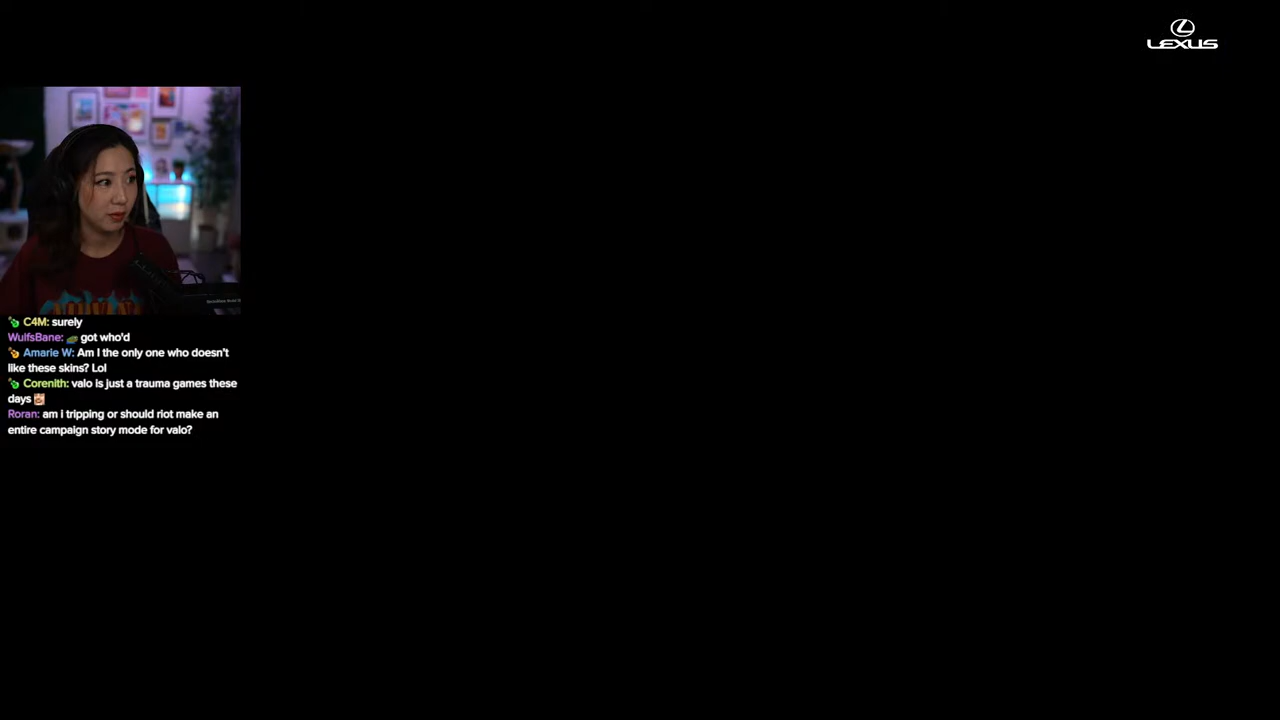 LEXUS
C4M: surely
WulfsBane: got who'd
Amarie W: Am I the only one who doesn't
like these skins? Lol
Corenith: valo is just a trauma games these
days
Roran: am i tripping or should riot make an
entire campaign story mode for valo?